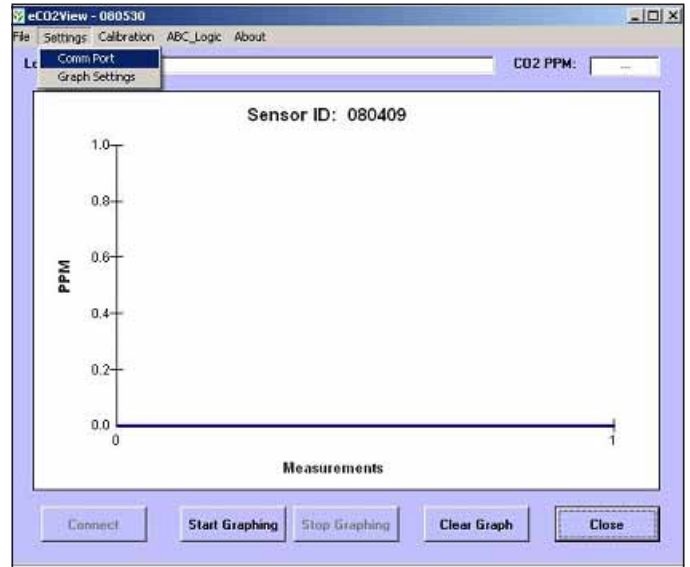 eCO2View - 080530
File Settings Calibration ABC_Logic About
Comm Port
Graph Settings
CO2 PPM: ...
Sensor ID: 080409
1.0
0.8
0.6
0.4
0.2
0.0
PPM
0 1
Measurements
Connect Start Graphing Stop Graphing Clear Graph Close